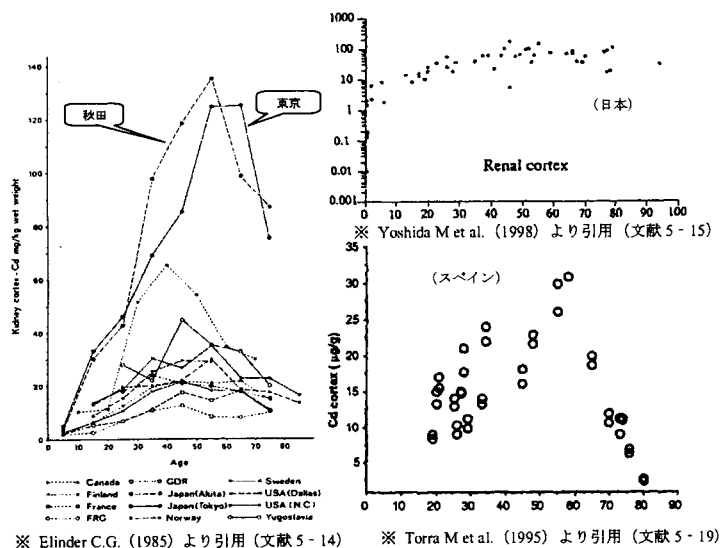 Kidney cortex-Cd mg/kg wet weight
140
120
100
80
60
40
20
0
秋田
東京
0 10 20 30 40 50 60 70 80
Age
Canada
Finland
France
FRG
GDR
Japan(Akita)
Japan(Tokyo)
Norway
Sweden
USA(Dallas)
USA(N.C)
Yugoslavia
※ Elinder C.G. (1985) より引用 (文献 5 - 14)
1000
100
10
1
0.1
0.01
0.001
(日本)
Renal cortex
0 20 40 60 80 100
※ Yoshida M et al. (1998) より引用 (文献 5 - 15)
Cd cortex (µg/g)
35
30
25
20
15
10
5
(スペイン)
0 10 20 30 40 50 60 70 80 90
※ Torra M et al. (1995) より引用 (文献 5 - 19)